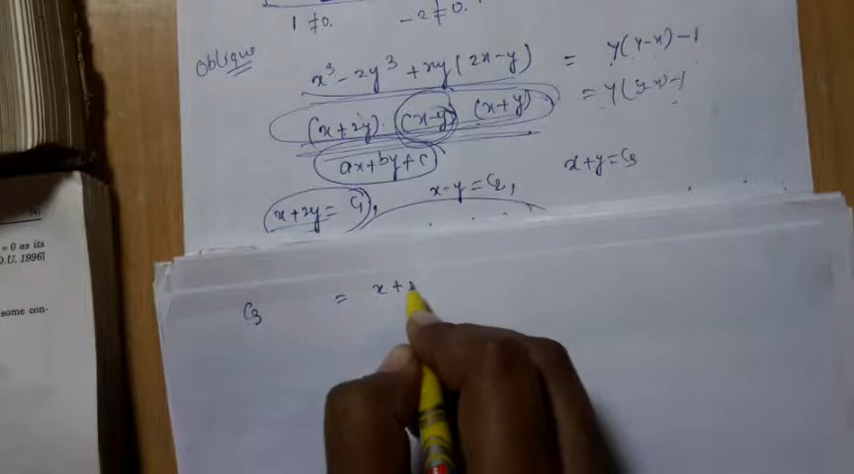 1 ≠ 0. -2 ≠ 0.
Oblique
x³ - 2y³ + xy (2x-y) = y(y-x) - 1
(x+2y). (x-y) (x+y) = y(y-x)-1
ax+by+c
x+2y = C1, x-y = C2, x+y = C3
C3 = x+
= 0 as its
D.U. 1996]
some con-